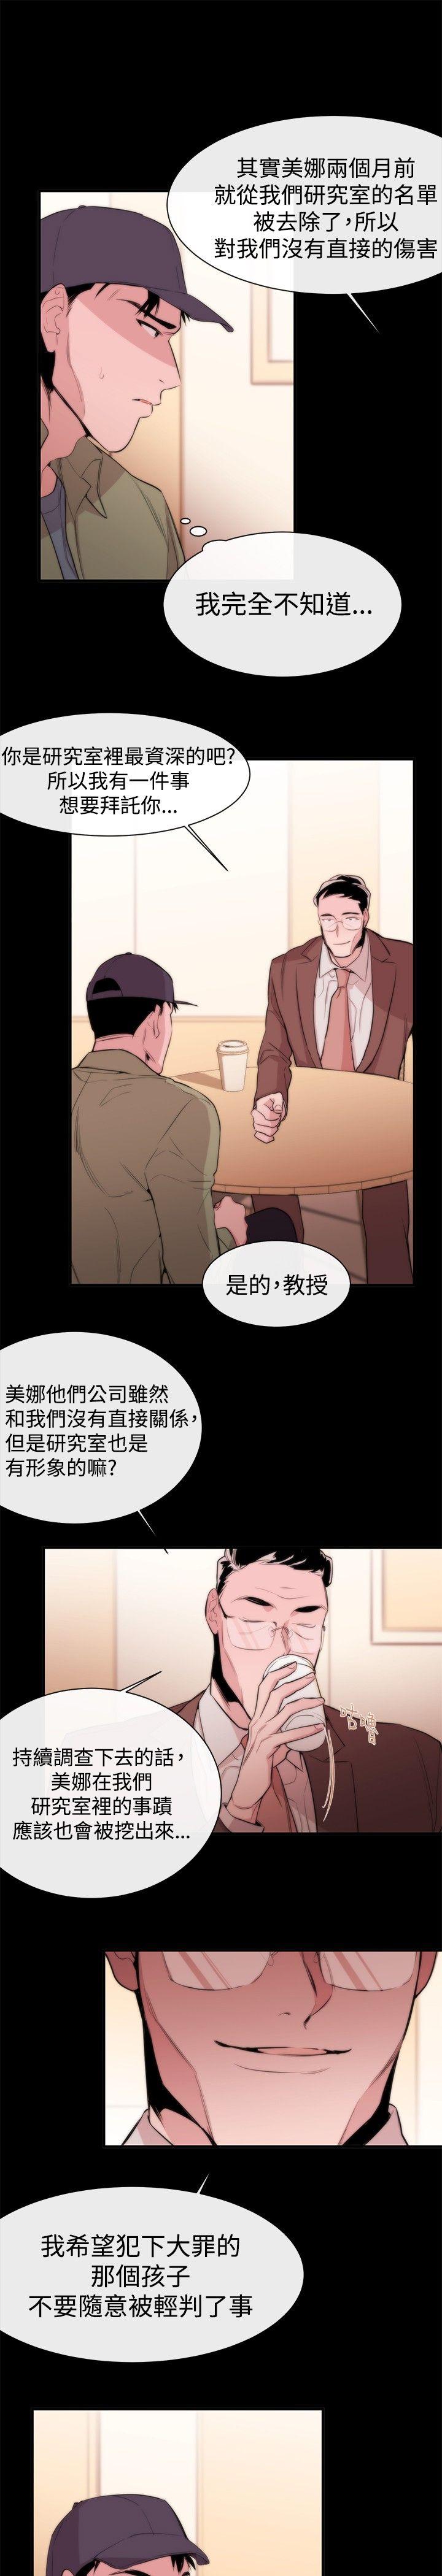 其實美娜兩個月前
就從我們研究室的名單
被去除了，所以
對我們沒有直接的傷害
我完全不知道…
你是研究室裡最資深的吧？
所以我有一件事
想要拜託你…
是的，教授
美娜他們公司雖然
和我們沒有直接關係，
但是研究室也是
有形象的嘛？
咕嚕
持續調查下去的話，
美娜在我們
研究室裡的事蹟
應該也會被挖出來…
我希望犯下大罪的
那個孩子
不要隨意被輕判了事